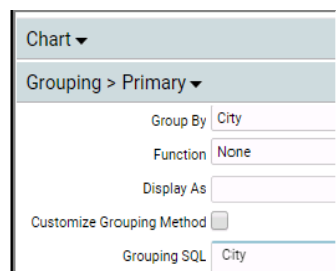 Chart
Grouping > Primary
Group By City
Function None
Display As
Customize Grouping Method
Grouping SQL City